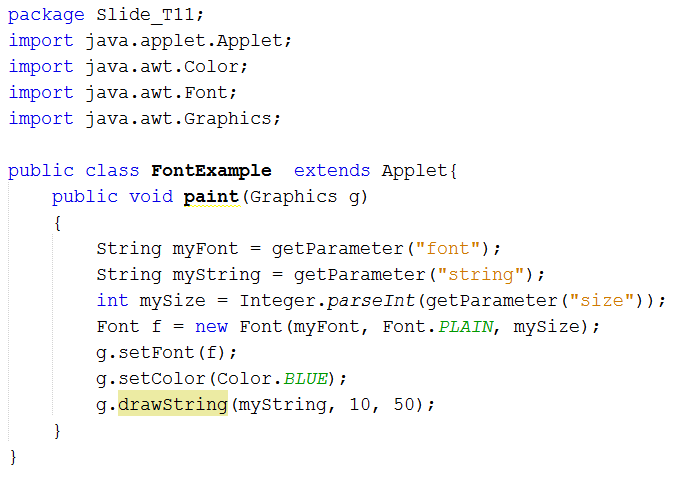 package Slide_T11;
import java.applet.Applet;
import java.awt.Color;
import java.awt.Font;
import java.awt.Graphics;

public class FontExample  extends Applet{
    public void paint(Graphics g)
    {
        String myFont = getParameter("font");
        String myString = getParameter("string");
        int mySize = Integer.parseInt(getParameter("size"));
        Font f = new Font(myFont, Font.PLAIN, mySize);
        g.setFont(f);
        g.setColor(Color.BLUE);
        g.drawString(myString, 10, 50);
    }
}